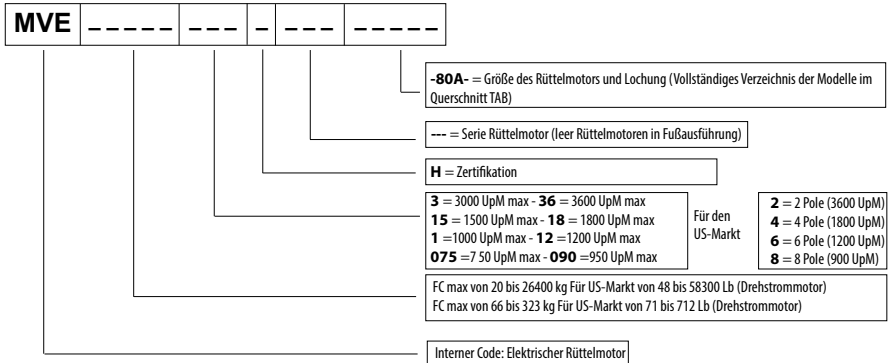 MVE _ _ _ _ _ _ _ _ _ _ _ _ _ _ _ _ _
-80A- = Größe des Rüttelmotors und Lochung (Vollständiges Verzeichnis der Modelle im
Querschnitt TAB)
--- = Serie Rüttelmotor (leer Rüttelmotoren in Fußausführung)
H = Zertifikation
3 = 3000 UpM max - 36 = 3600 UpM max
15 = 1500 UpM max - 18 = 1800 UpM max
1 =1000 UpM max - 12 =1200 UpM max
075 =7 50 UpM max - 090 =950 UpM max
Für den
US-Markt
2 = 2 Pole (3600 UpM)
4 = 4 Pole (1800 UpM)
6 = 6 Pole (1200 UpM)
8 = 8 Pole (900 UpM)
FC max von 20 bis 26400 kg Für US-Markt von 48 bis 58300 Lb (Drehstrommotor)
FC max von 66 bis 323 kg Für US-Markt von 71 bis 712 Lb (Drehstrommotor)
Interner Code: Elektrischer Rüttelmotor